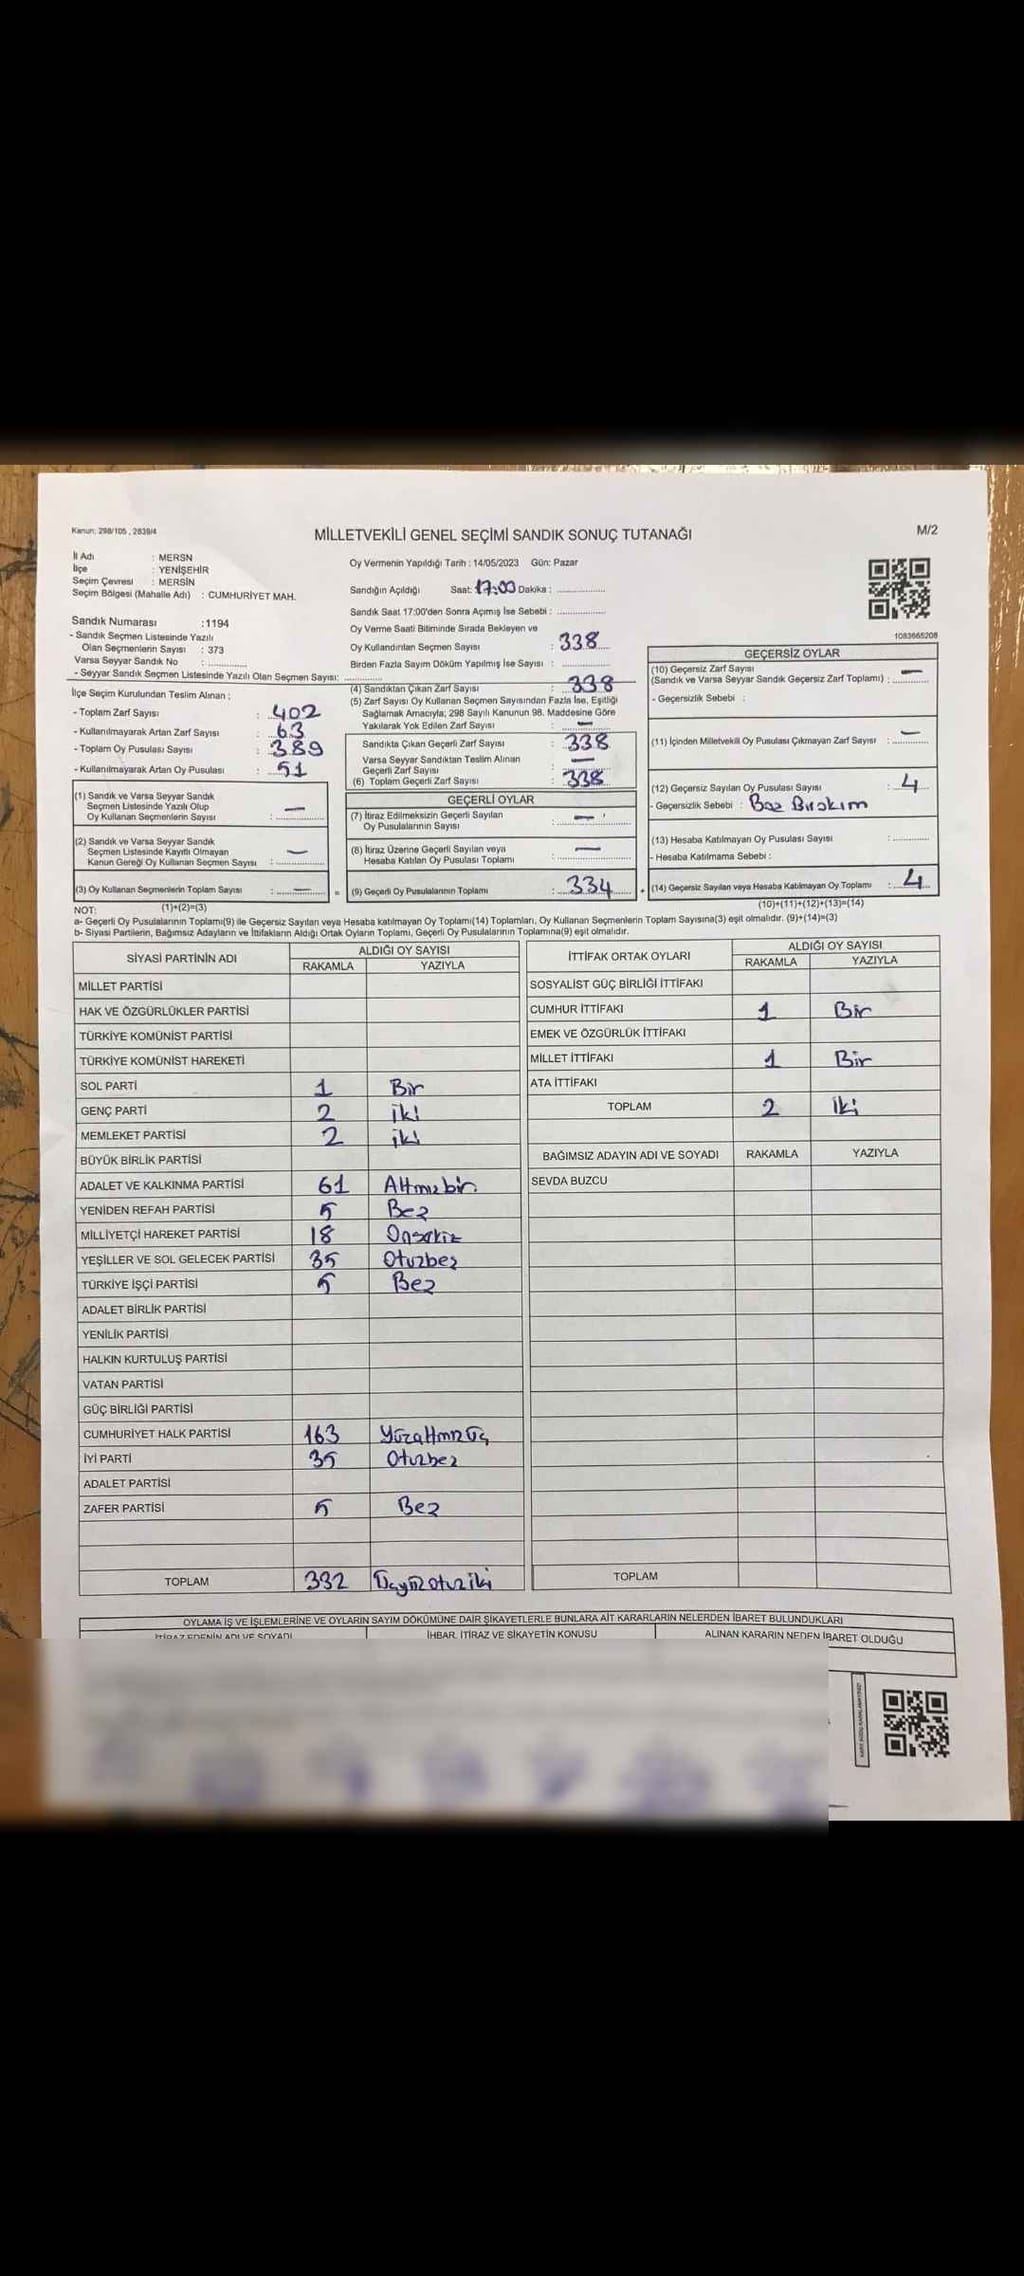 Kanun: 298/105, 2839/4
MİLLETVEKİLİ GENEL SEÇİMİ SANDIK SONUÇ TUTANAĞI
M/2
İl Adı : MERSN
İlçe : YENİŞEHİR
Seçim Çevresi : MERSİN
Seçim Bölgesi (Mahalle Adı) : CUMHURİYET MAH.
Sandık Numarası :1194
- Sandık Seçmen Listesinde Yazılı
Olan Seçmenlerin Sayısı : 373
Varsa Seyyar Sandık No :
- Seyyar Sandık Seçmen Listesinde Yazılı Olan Seçmen Sayısı:
İlçe Seçim Kurulundan Teslim Alınan ;
- Toplam Zarf Sayısı : 402
- Kullanılmayarak Artan Zarf Sayısı : 63
- Toplam Oy Pusulası Sayısı : 389
- Kullanılmayarak Artan Oy Pusulası : 51
(1) Sandık ve Varsa Seyyar Sandık
Seçmen Listesinde Yazılı Olup
Oy Kullanan Seçmenlerin Sayısı : —
(2) Sandık ve Varsa Seyyar Sandık
Seçmen Listesinde Kayıtlı Olmayan
Kanun Gereği Oy Kullanan Seçmen Sayısı : —
(3) Oy Kullanan Seçmenlerin Toplam Sayısı : —
(1)+(2)=(3)
Oy Vermenin Yapıldığı Tarih : 14/05/2023 Gün: Pazar
Sandığın Açıldığı Saat: 17:00 Dakika :
Sandık Saat 17:00'den Sonra Açımış İse Sebebi :
Oy Verme Saati Bitiminde Sırada Bekleyen ve
Oy Kullandırılan Seçmen Sayısı : 338
Birden Fazla Sayım Döküm Yapılmış İse Sayısı :
(4) Sandıktan Çıkan Zarf Sayısı : 338
(5) Zarf Sayısı Oy Kullanan Seçmen Sayısından Fazla İse, Eşitliği
Sağlamak Amacıyla; 298 Sayılı Kanunun 98. Maddesine Göre
Yakılarak Yok Edilen Zarf Sayısı : —
Sandıkta Çıkan Geçerli Zarf Sayısı : 338
Varsa Seyyar Sandıktan Teslim Alınan
Geçerli Zarf Sayısı : —
(6) Toplam Geçerli Zarf Sayısı : 338
GEÇERLİ OYLAR
(7) İtiraz Edilmeksizin Geçerli Sayılan
Oy Pusulalarının Sayısı : —
(8) İtiraz Üzerine Geçerli Sayılan veya
Hesaba Katılan Oy Pusulası Toplamı : —
= (9) Geçerli Oy Pusulalarının Toplamı : 334 +
1083665208
GEÇERSİZ OYLAR
(10) Geçersiz Zarf Sayısı
(Sandık ve Varsa Seyyar Sandık Geçersiz Zarf Toplamı) : —
- Geçersizlik Sebebi :
(11) İçinden Milletvekili Oy Pusulası Çıkmayan Zarf Sayısı : —
(12) Geçersiz Sayılan Oy Pusulası Sayısı : 4
- Geçersizlik Sebebi : Boş Bırakım
(13) Hesaba Katılmayan Oy Pusulası Sayısı :
- Hesaba Katılmama Sebebi :
(14) Geçersiz Sayılan veya Hesaba Katılmayan Oy Toplamı : 4
(10)+(11)+(12)+(13)=(14)
NOT:
a- Geçerli Oy Pusulalarının Toplamı(9) ile Geçersiz Sayılan veya Hesaba katılmayan Oy Toplamı(14) Toplamları, Oy Kullanan Seçmenlerin Toplam Sayısına(3) eşit olmalıdır. (9)+(14)=(3)
b- Siyasi Partilerin, Bağımsız Adayların ve İttifakların Aldığı Ortak Oyların Toplamı, Geçerli Oy Pusulalarının Toplamına(9) eşit olmalıdır.
SİYASİ PARTİNİN ADI ALDIĞI OY SAYISI
RAKAMLA YAZIYLA
MİLLET PARTİSİ
HAK VE ÖZGÜRLÜKLER PARTİSİ
TÜRKİYE KOMÜNİST PARTİSİ
TÜRKİYE KOMÜNİST HAREKETİ
SOL PARTİ 1 Bir
GENÇ PARTİ 2 iki
MEMLEKET PARTİSİ 2 iki
BÜYÜK BİRLİK PARTİSİ
ADALET VE KALKINMA PARTİSİ 61 Altmışbir
YENİDEN REFAH PARTİSİ 5 Beş
MİLLİYETÇİ HAREKET PARTİSİ 18 Onsekiz
YEŞİLLER VE SOL GELECEK PARTİSİ 35 Otuzbeş
TÜRKİYE İŞÇİ PARTİSİ 5 Beş
ADALET BİRLİK PARTİSİ
YENİLİK PARTİSİ
HALKIN KURTULUŞ PARTİSİ
VATAN PARTİSİ
GÜÇ BİRLİĞİ PARTİSİ
CUMHURİYET HALK PARTİSİ 163 Yüzaltmışüç
İYİ PARTİ 35 Otuzbeş
ADALET PARTİSİ
ZAFER PARTİSİ 5 Beş
TOPLAM 332 Üçyüzotuziki
İTTİFAK ORTAK OYLARI ALDIĞI OY SAYISI
RAKAMLA YAZIYLA
SOSYALİST GÜÇ BİRLİĞİ İTTİFAKI
CUMHUR İTTİFAKI 1 Bir
EMEK VE ÖZGÜRLÜK İTTİFAKI
MİLLET İTTİFAKI 1 Bir
ATA İTTİFAKI
TOPLAM 2 iki
BAĞIMSIZ ADAYIN ADI VE SOYADI RAKAMLA YAZIYLA
SEVDA BUZCU
TOPLAM
OYLAMA İŞ VE İŞLEMLERİNE VE OYLARIN SAYIM DÖKÜMÜNE DAİR ŞİKAYETLERLE BUNLARA AİT KARARLARIN NELERDEN İBARET BULUNDUKLARI
İTİRAZ EDENİN ADI VE SOYADI İHBAR, İTİRAZ VE ŞİKAYETİN KONUSU ALINAN KARARIN NEDEN İBARET OLDUĞU